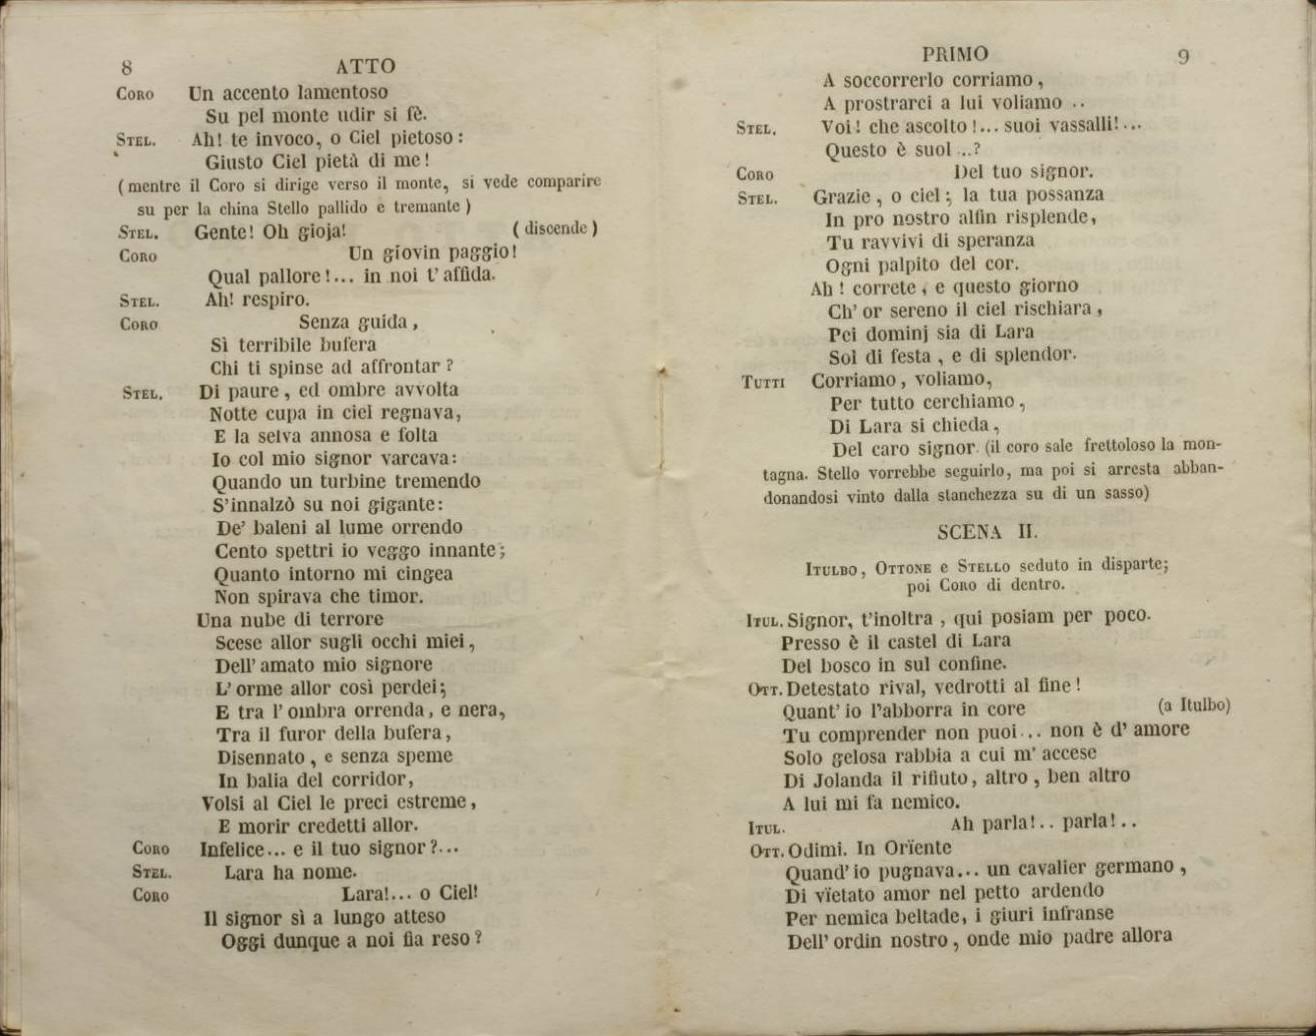 8 ATTO
CORO Un accento lamentoso
Su pel monte udir si fè.
STEL. Ah! te invoco, o Ciel pietoso:
Giusto Ciel pietà di me!
(mentre il Coro si dirige verso il monte, si vede comparire
su per la china Stello pallido e tremante)
STEL. Gente! Oh gioja! (discende)
CORO Un giovin paggio!
Qual pallore!... in noi t'affida.
STEL. Ah! respiro.
CORO Senza guida,
Sì terribile bufera
Chi ti spinse ad affrontar?
STEL. Di paure, ed ombre avvolta
Notte cupa in ciel regnava,
E la selva annosa e folta
Io col mio signor varcava:
Quando un turbine tremendo
S'innalzò su noi gigante:
De' baleni al lume orrendo
Cento spettri io veggo innante;
Quanto intorno mi cingea
Non spirava che timor.
Una nube di terrore
Scese allor sugli occhi miei,
Dell'amato mio signore
L'orme allor così perdei;
E tra l'ombra orrenda, e nera,
Tra il furor della bufera,
Disennato, e senza speme
In balia del corridor,
Volsi al Ciel le preci estreme,
E morir credetti allor.
CORO Infelice... e il tuo signor?...
STEL. Lara ha nome.
CORO Lara!... o Ciel!
Il signor sì a lungo atteso
Oggi dunque a noi fia reso?
PRIMO 9
A soccorrerlo corriamo,
A prostrarci a lui voliamo ..
STEL. Voi! che ascolto!... suoi vassalli!...
Questo è suol ...?
CORO Del tuo signor.
STEL. Grazie, o ciel; la tua possanza
In pro nostro alfin risplende,
Tu ravvivi di speranza
Ogni palpito del cor.
Ah! correte, e questo giorno
Ch'or sereno il ciel rischiara,
Pei dominj sia di Lara
Sol di festa, e di splendor.
TUTTI Corriamo, voliamo,
Per tutto cerchiamo,
Di Lara si chieda,
Del caro signor. (il coro sale frettoloso la mon-
tagna. Stello vorrebbe seguirlo, ma poi si arresta abban-
donandosi vinto dalla stanchezza su di un sasso)
SCENA II.
ITULBO, OTTONE e STELLO seduto in disparte;
poi CORO di dentro.
ITUL. Signor, t'inoltra, qui posiam per poco.
Presso è il castel di Lara
Del bosco in sul confine.
OTT. Detestato rival, vedrotti al fine!
Quant'io l'abborra in core (a Itulbo)
Tu comprender non puoi... non è d'amore
Solo gelosa rabbia a cui m'accese
Di Jolanda il rifiuto, altro, ben altro
A lui mi fa nemico.
ITUL. Ah parla!.. parla!..
OTT. Odimi. In Orïente
Quand'io pugnava... un cavalier germano,
Di vïetato amor nel petto ardendo
Per nemica beltade, i giuri infranse
Dell'ordin nostro, onde mio padre allora